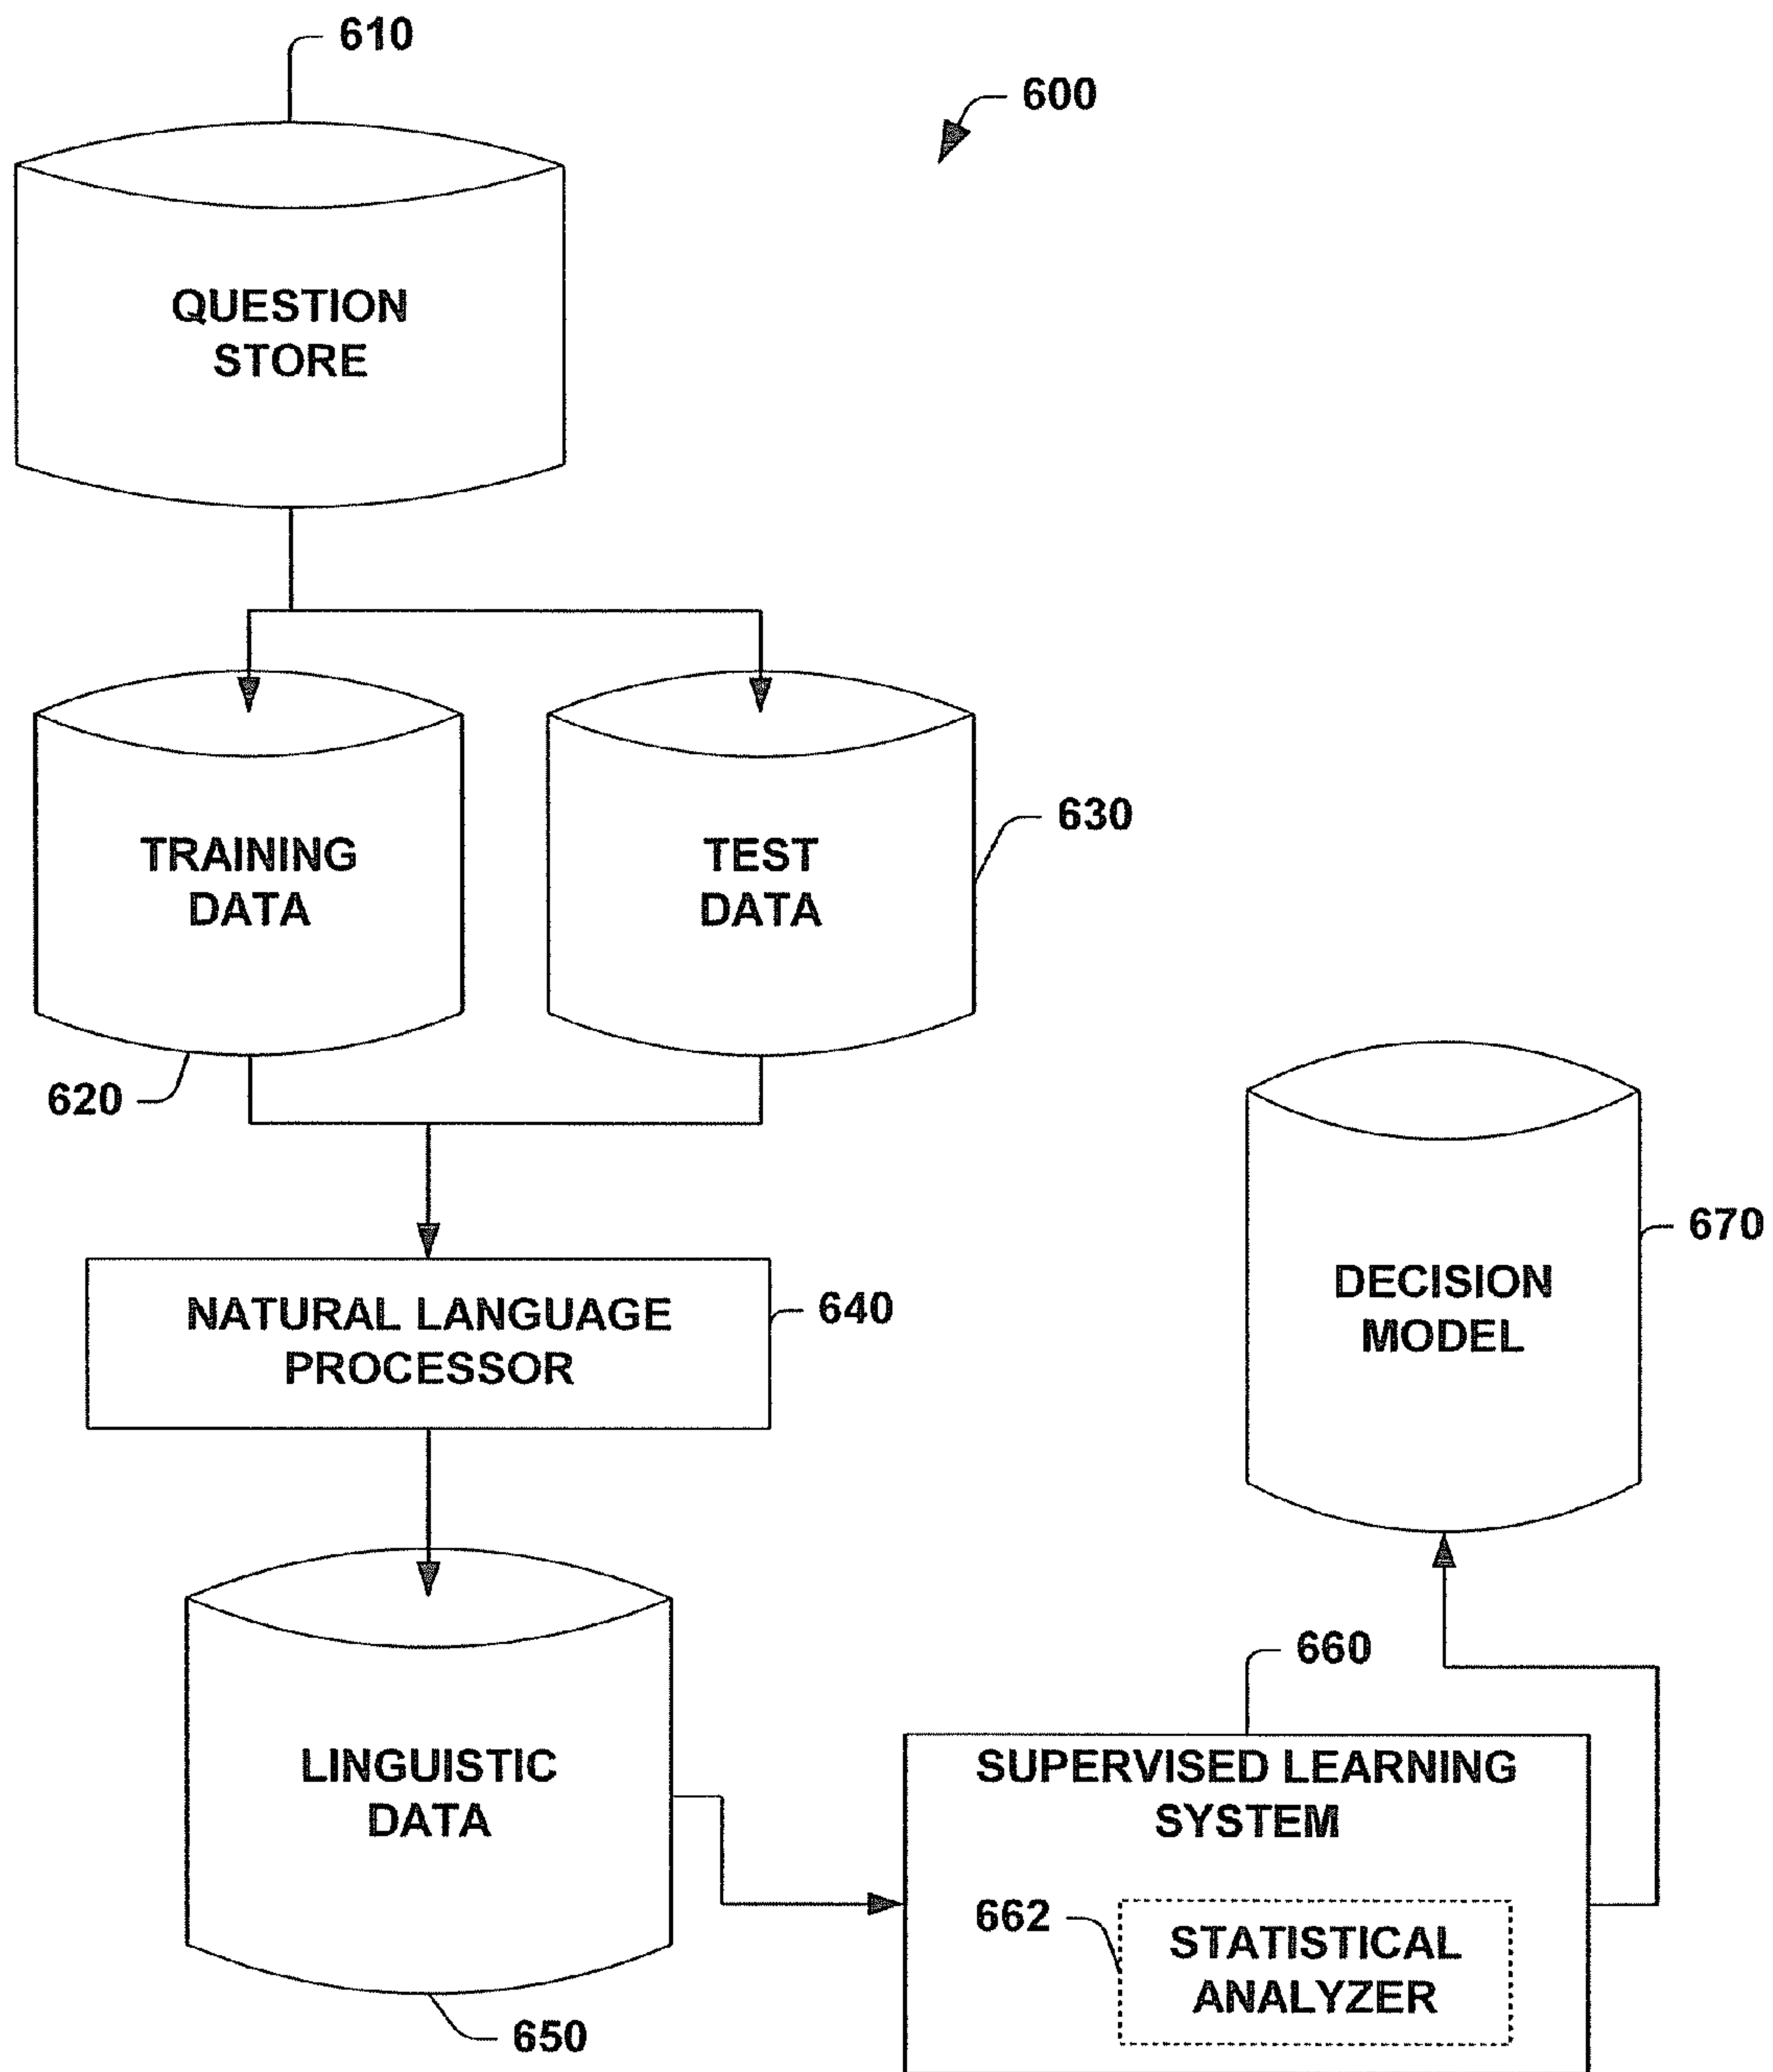 610
600
QUESTION
STORE
TRAINING
DATA
TEST
DATA
630
620
NATURAL LANGUAGE
PROCESSOR
640
DECISION
MODEL
670
LINGUISTIC
DATA
650
660
SUPERVISED LEARNING
SYSTEM
662
STATISTICAL
ANALYZER